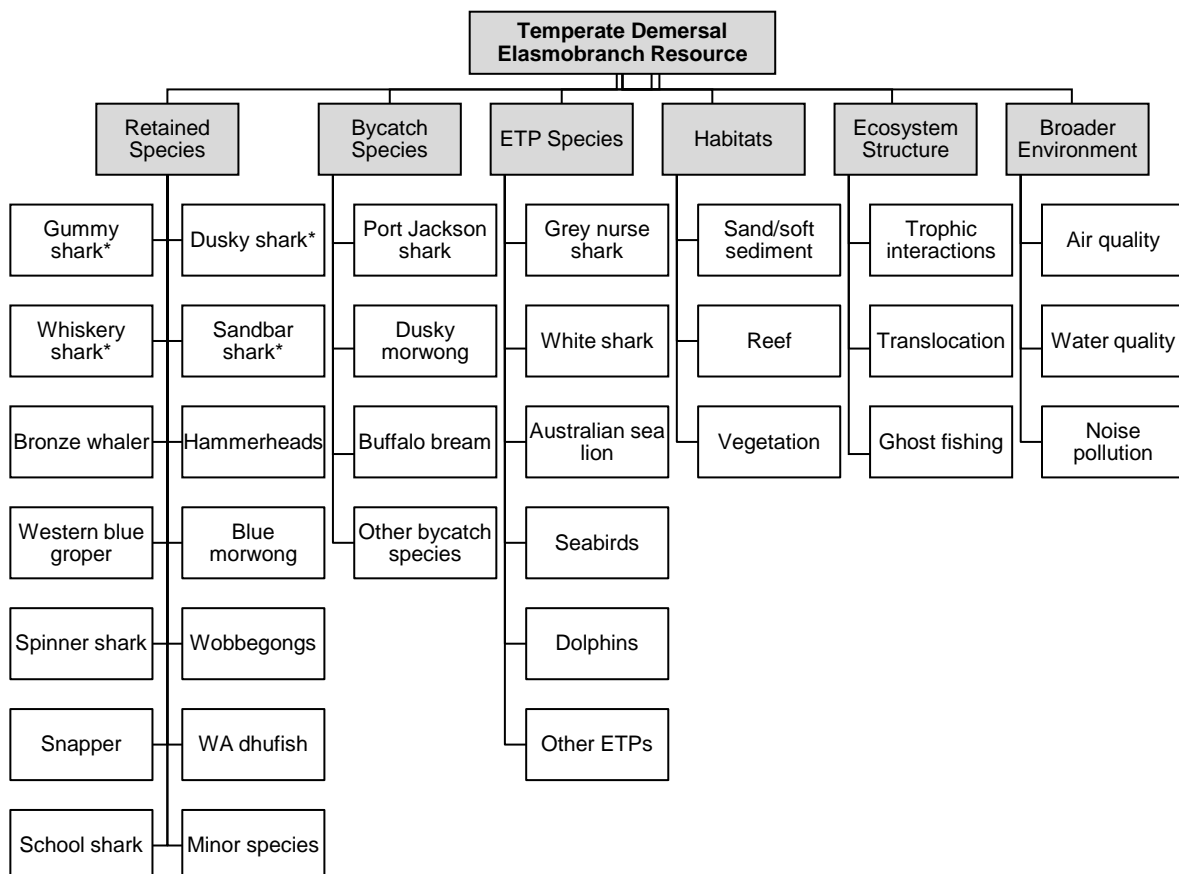 Temperate Demersal
Elasmobranch Resource
Retained
Species
Bycatch
Species
ETP Species
Habitats
Ecosystem
Structure
Broader
Environment
Gummy
shark*
Dusky shark*
Port Jackson
shark
Grey nurse
shark
Sand/soft
sediment
Trophic
interactions
Air quality
Whiskery
shark*
Sandbar
shark*
Dusky
morwong
White shark
Reef
Translocation
Water quality
Bronze whaler
Hammerheads
Buffalo bream
Australian sea
lion
Vegetation
Ghost fishing
Noise
pollution
Western blue
groper
Blue
morwong
Other bycatch
species
Seabirds
Spinner shark
Wobbegongs
Dolphins
Snapper
WA dhufish
Other ETPs
School shark
Minor species